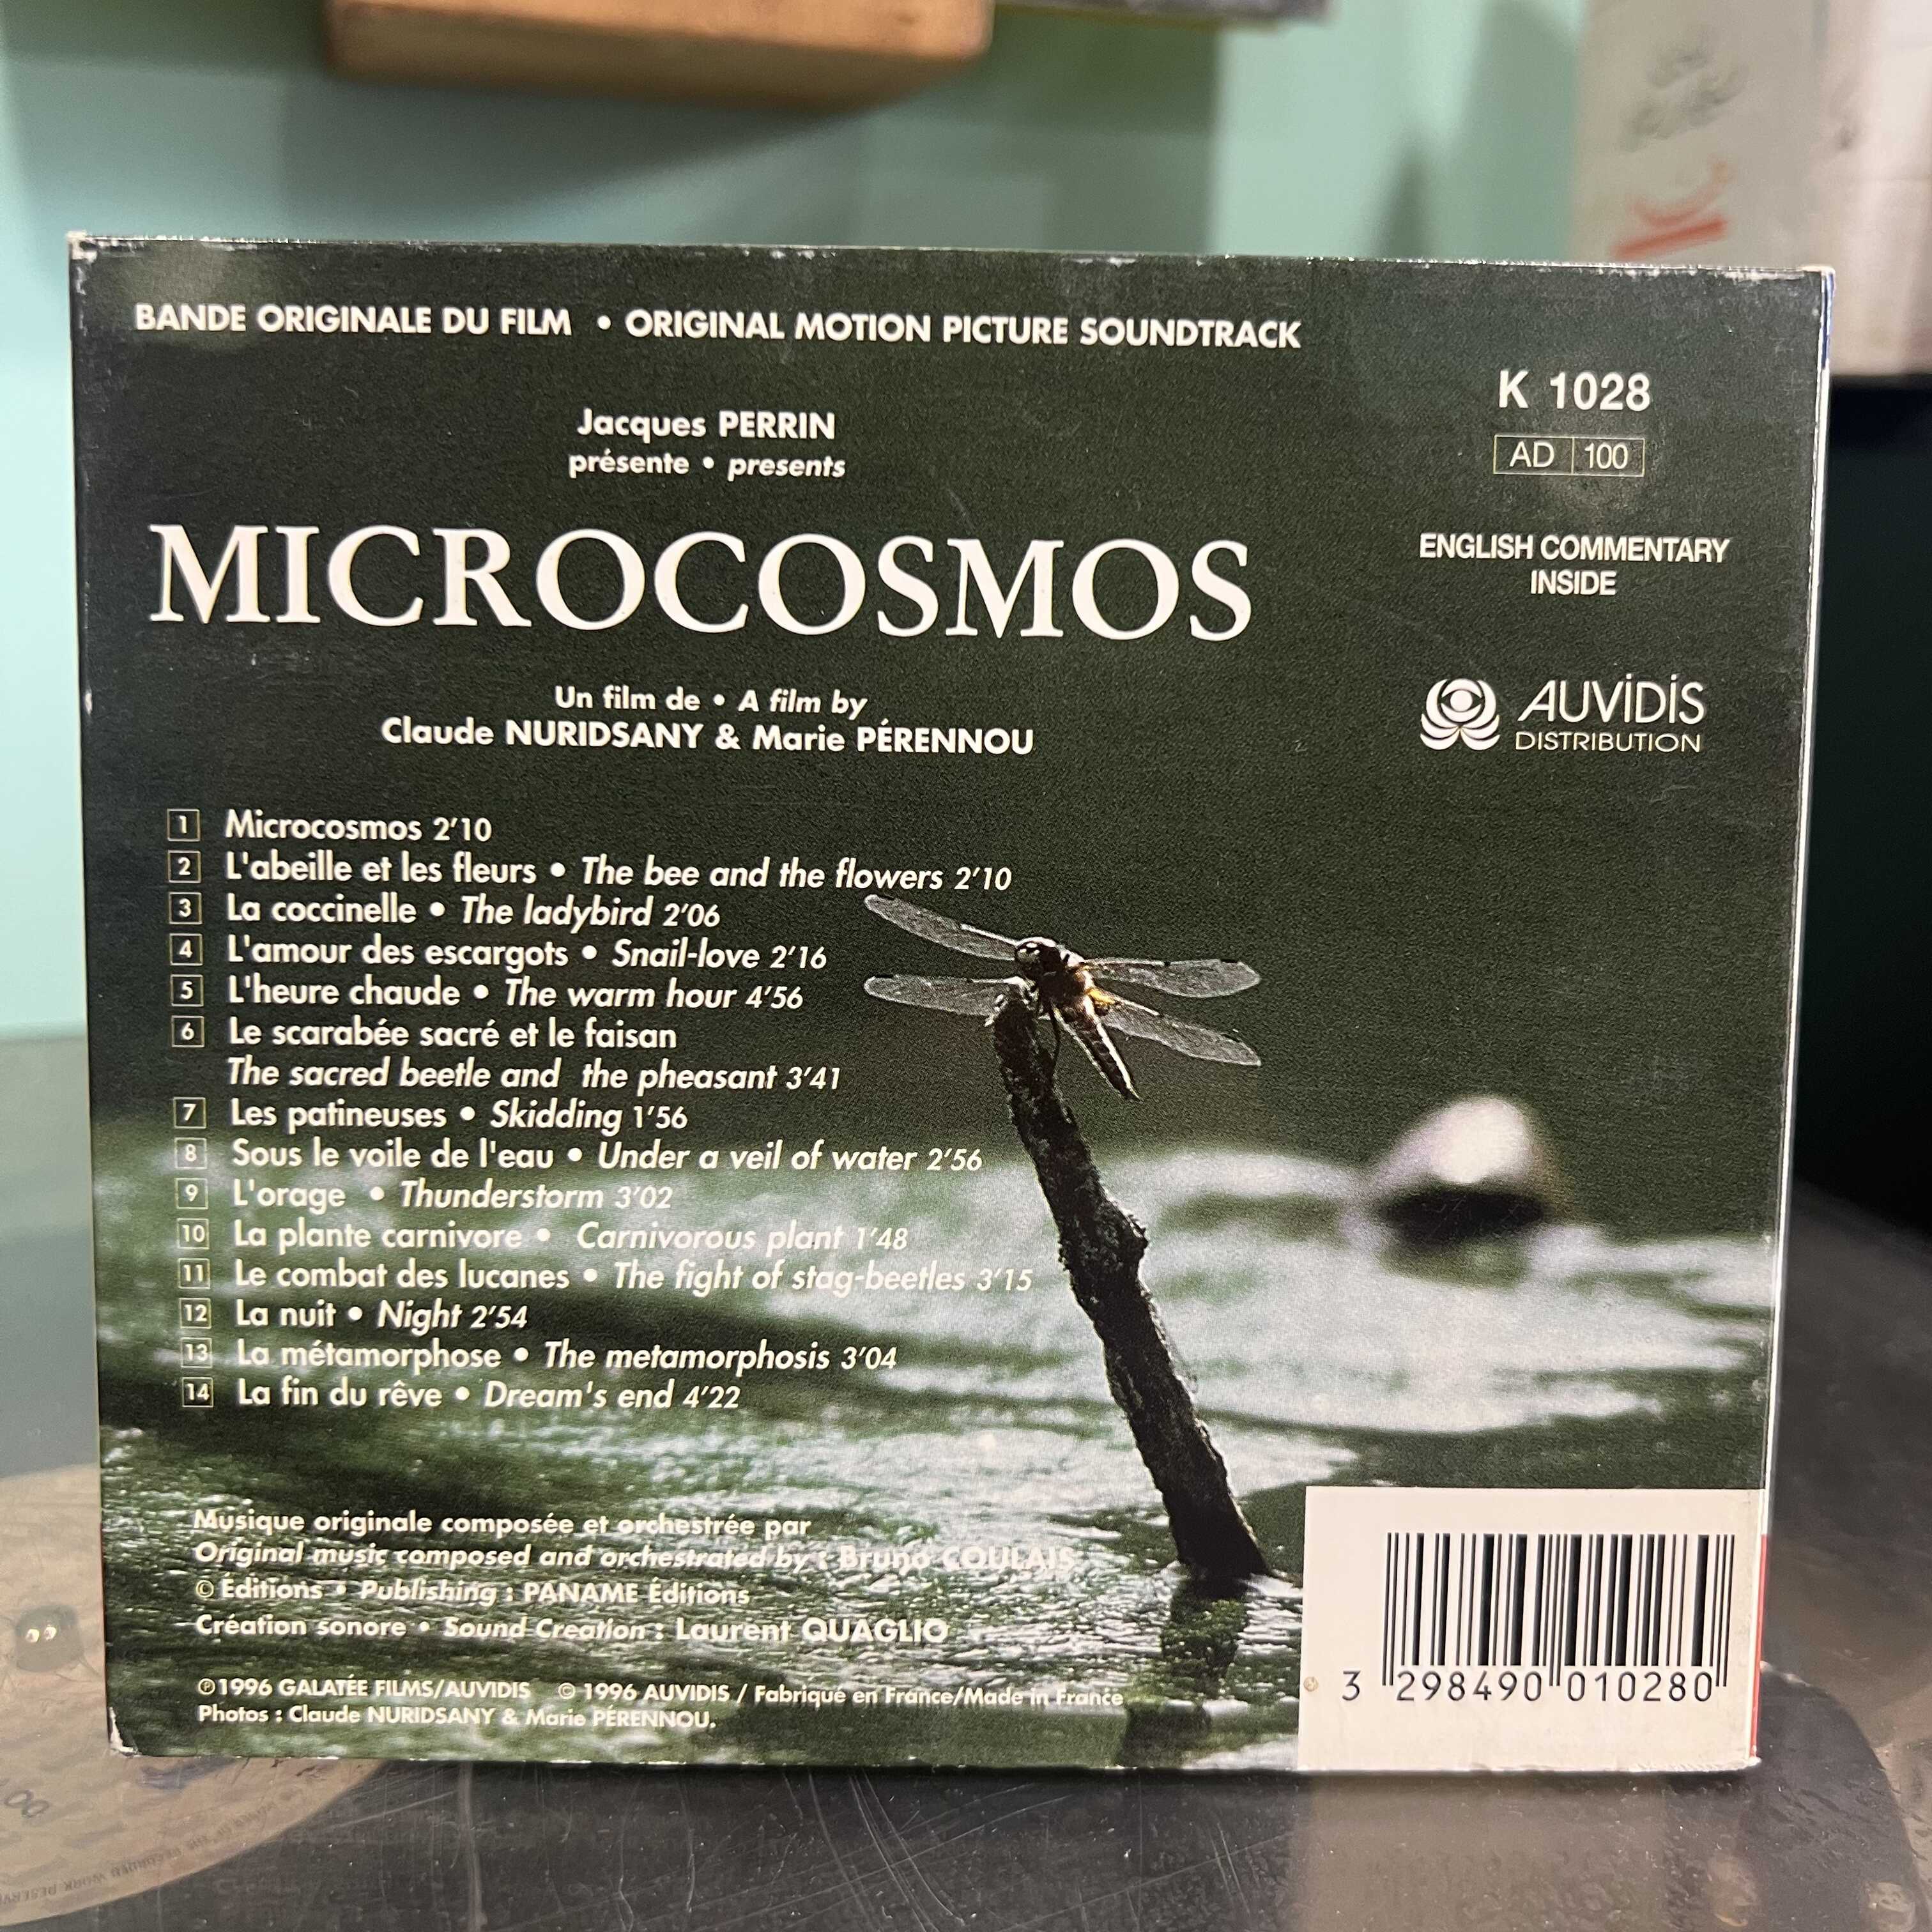 BANDE ORIGINALE DU FILM • ORIGINAL MOTION PICTURE SOUNDTRACK
K 1028
AD 100
Jacques PERRIN
présente • presents
MICROCOSMOS
ENGLISH COMMENTARY
INSIDE
Un film de • A film by
Claude NURIDSANY & Marie PÉRENNOU
AUViDiS
DISTRIBUTION
1 Microcosmos 2'10
2 L'abeille et les fleurs • The bee and the flowers 2'10
3 La coccinelle • The ladybird 2'06
4 L'amour des escargots • Snail-love 2'16
5 L'heure chaude • The warm hour 4'56
6 Le scarabée sacré et le faisan
The sacred beetle and the pheasant 3'41
7 Les patineuses • Skidding 1'56
8 Sous le voile de l'eau • Under a veil of water 2'56
9 L'orage • Thunderstorm 3'02
10 La plante carnivore • Carnivorous plant 1'48
11 Le combat des lucanes • The fight of stag-beetles 3'15
12 La nuit • Night 2'54
13 La métamorphose • The metamorphosis 3'04
14 La fin du rêve • Dream's end 4'22
Musique originale composée et orchestrée par
Original music composed and orchestrated by : Bruno COULAIS
© Éditions • Publishing : PANAME Éditions
Création sonore • Sound Creation : Laurent QUAGLIO
℗1996 GALATÉE FILMS/AUVIDIS © 1996 AUVIDIS / Fabriqué en France/Made in France
Photos : Claude NURIDSANY & Marie PÉRENNOU.
3 298490 010280